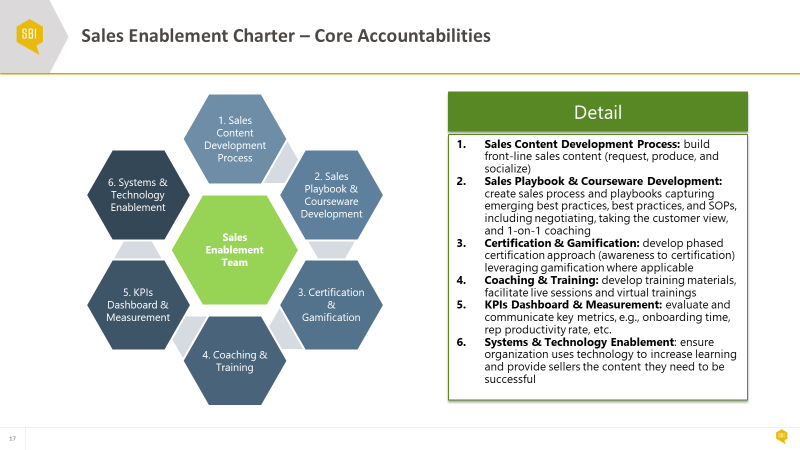 SBI
Sales Enablement Charter – Core Accountabilities
1. Sales
Content
Development
Process
2. Sales
Playbook &
Courseware
Development
3. Certification
&
Gamification
4. Coaching &
Training
5. KPIs
Dashboard &
Measurement
6. Systems &
Technology
Enablement
Sales
Enablement
Team
Detail
1. Sales Content Development Process: build
front-line sales content (request, produce, and
socialize)
2. Sales Playbook & Courseware Development:
create sales process and playbooks capturing
emerging best practices, best practices, and SOPs,
including negotiating, taking the customer view,
and 1-on-1 coaching
3. Certification & Gamification: develop phased
certification approach (awareness to certification)
leveraging gamification where applicable
4. Coaching & Training: develop training materials,
facilitate live sessions and virtual trainings
5. KPIs Dashboard & Measurement: evaluate and
communicate key metrics, e.g., onboarding time,
rep productivity rate, etc.
6. Systems & Technology Enablement: ensure
organization uses technology to increase learning
and provide sellers the content they need to be
successful
17
SBI